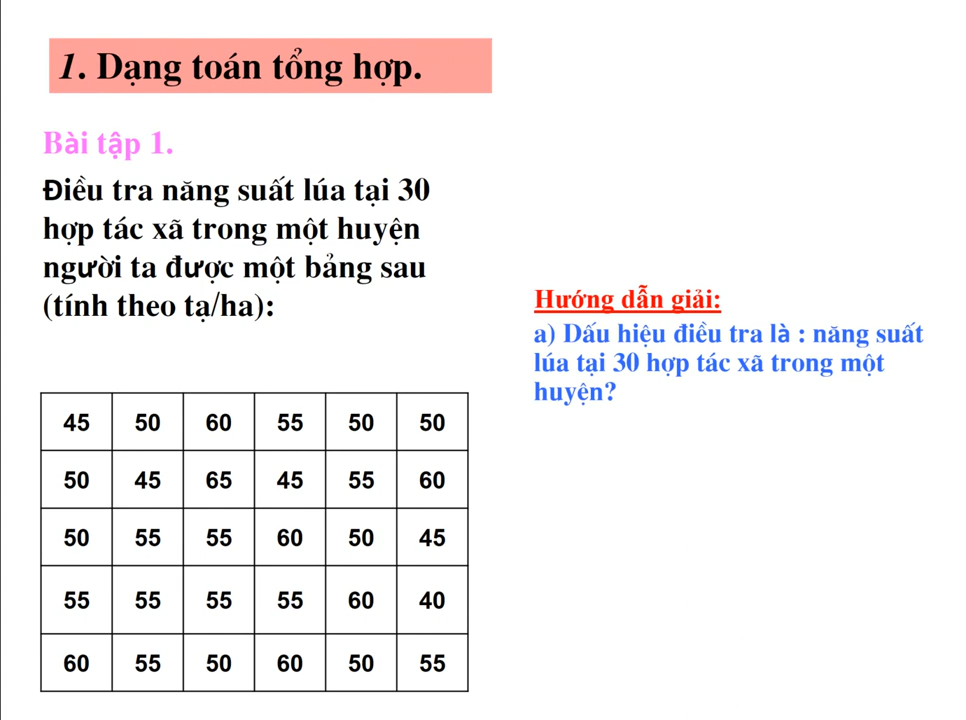 1. Dạng toán tổng hợp.
Bài tập 1.
Điều tra năng suất lúa tại 30
hợp tác xã trong một huyện
người ta được một bảng sau
(tính theo tạ/ha):
Hướng dẫn giải:
a) Dấu hiệu điều tra là : năng suất
lúa tại 30 hợp tác xã trong một
huyện?
45 50 60 55 50 50
50 45 65 45 55 60
50 55 55 60 50 45
55 55 55 55 60 40
60 55 50 60 50 55